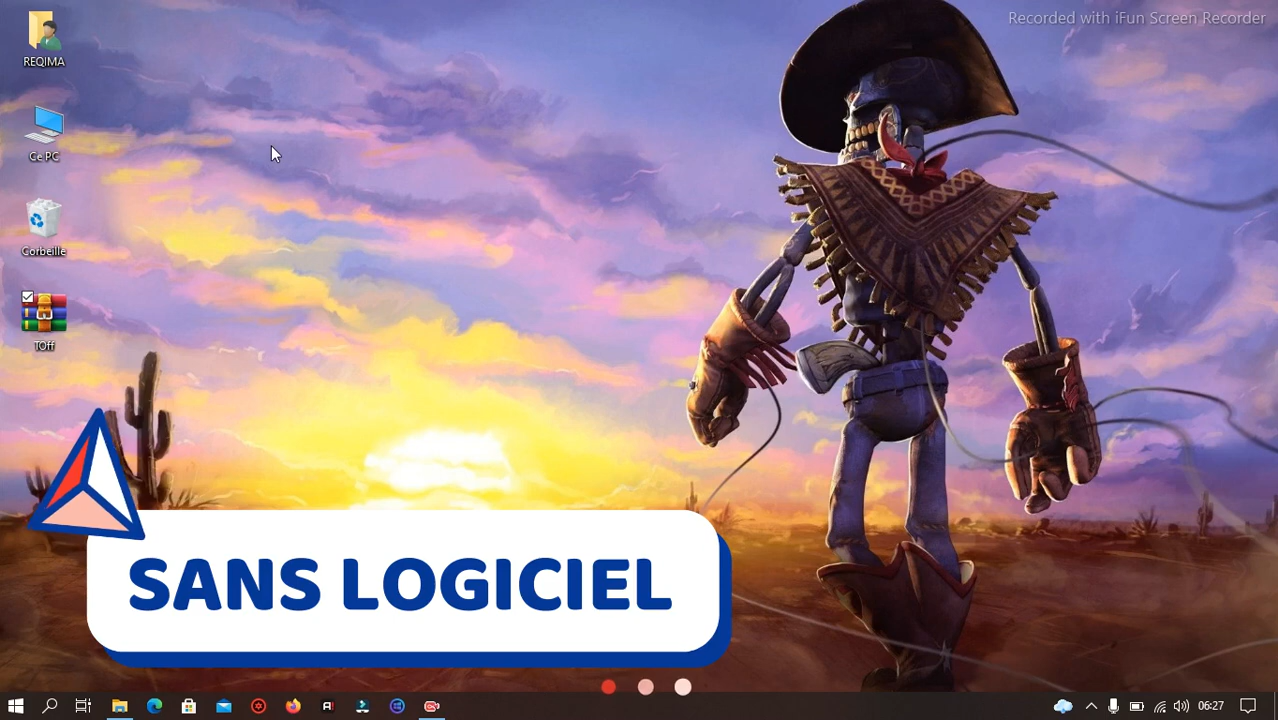 Recorded with iFun Screen Recorder
REQIMA
Ce PC
Corbeille
TOff
SANS LOGICIEL
06:27